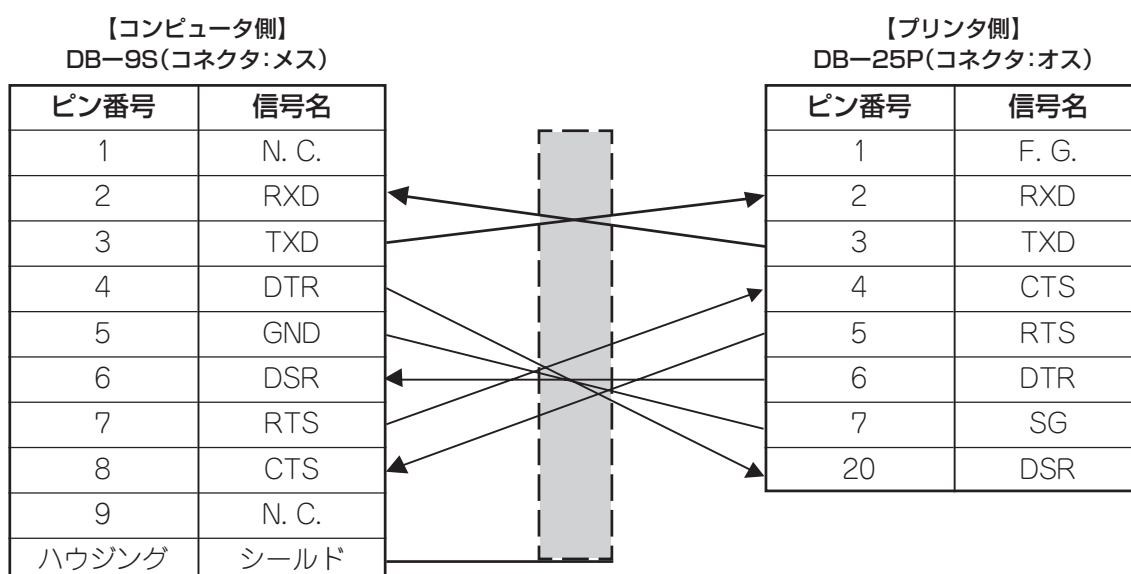 【コンピュータ側】
DB－9S（コネクタ：メス）
ピン番号 信号名
1 N. C.
2 RXD
3 TXD
4 DTR
5 GND
6 DSR
7 RTS
8 CTS
9 N. C.
ハウジング シールド
【プリンタ側】
DB－25P（コネクタ：オス）
ピン番号 信号名
1 F. G.
2 RXD
3 TXD
4 CTS
5 RTS
6 DTR
7 SG
20 DSR